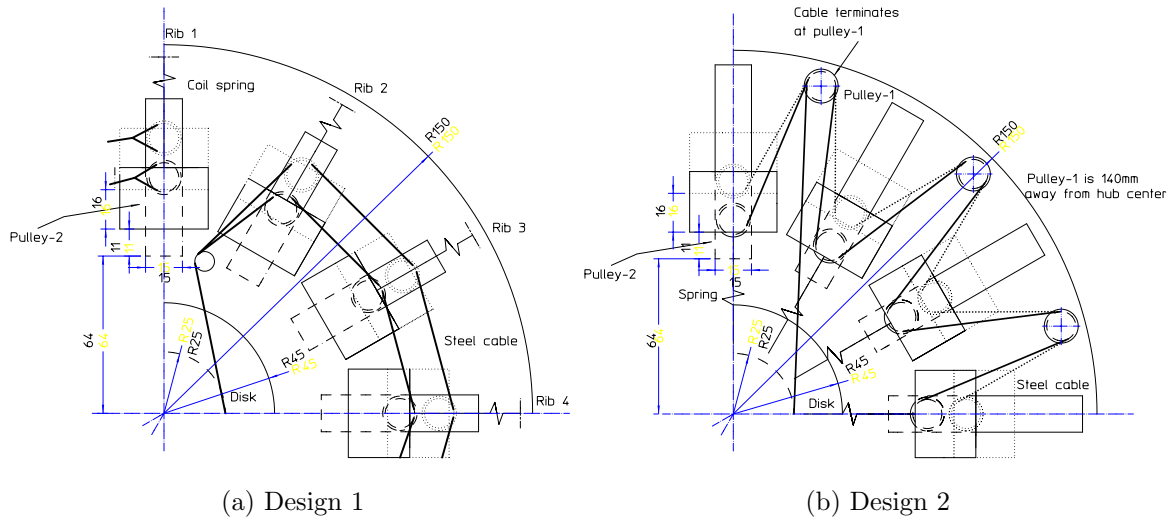 Rib 1
Coil spring
Rib 2
R150
R150
Rib 3
16
16
Pulley-2
11
11
15
15
64
64
R25
R25
R45
R45
Steel cable
Disk
Rib 4
(a) Design 1
Cable terminates
at pulley-1
Pulley-1
R150
R150
Pulley-1 is 140mm
away from hub center
16
16
11
11
Pulley-2
15
15
Spring
64
64
R25
R25
R45
R45
Steel cable
Disk
(b) Design 2